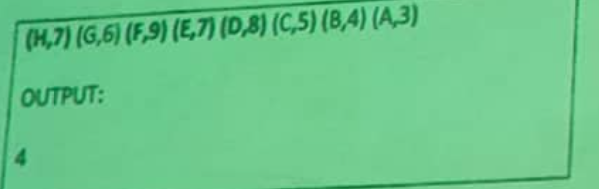 (H,7) (G,6) (F,9) (E,7) (D,8) (C,5) (B,4) (A,3)
OUTPUT:
4